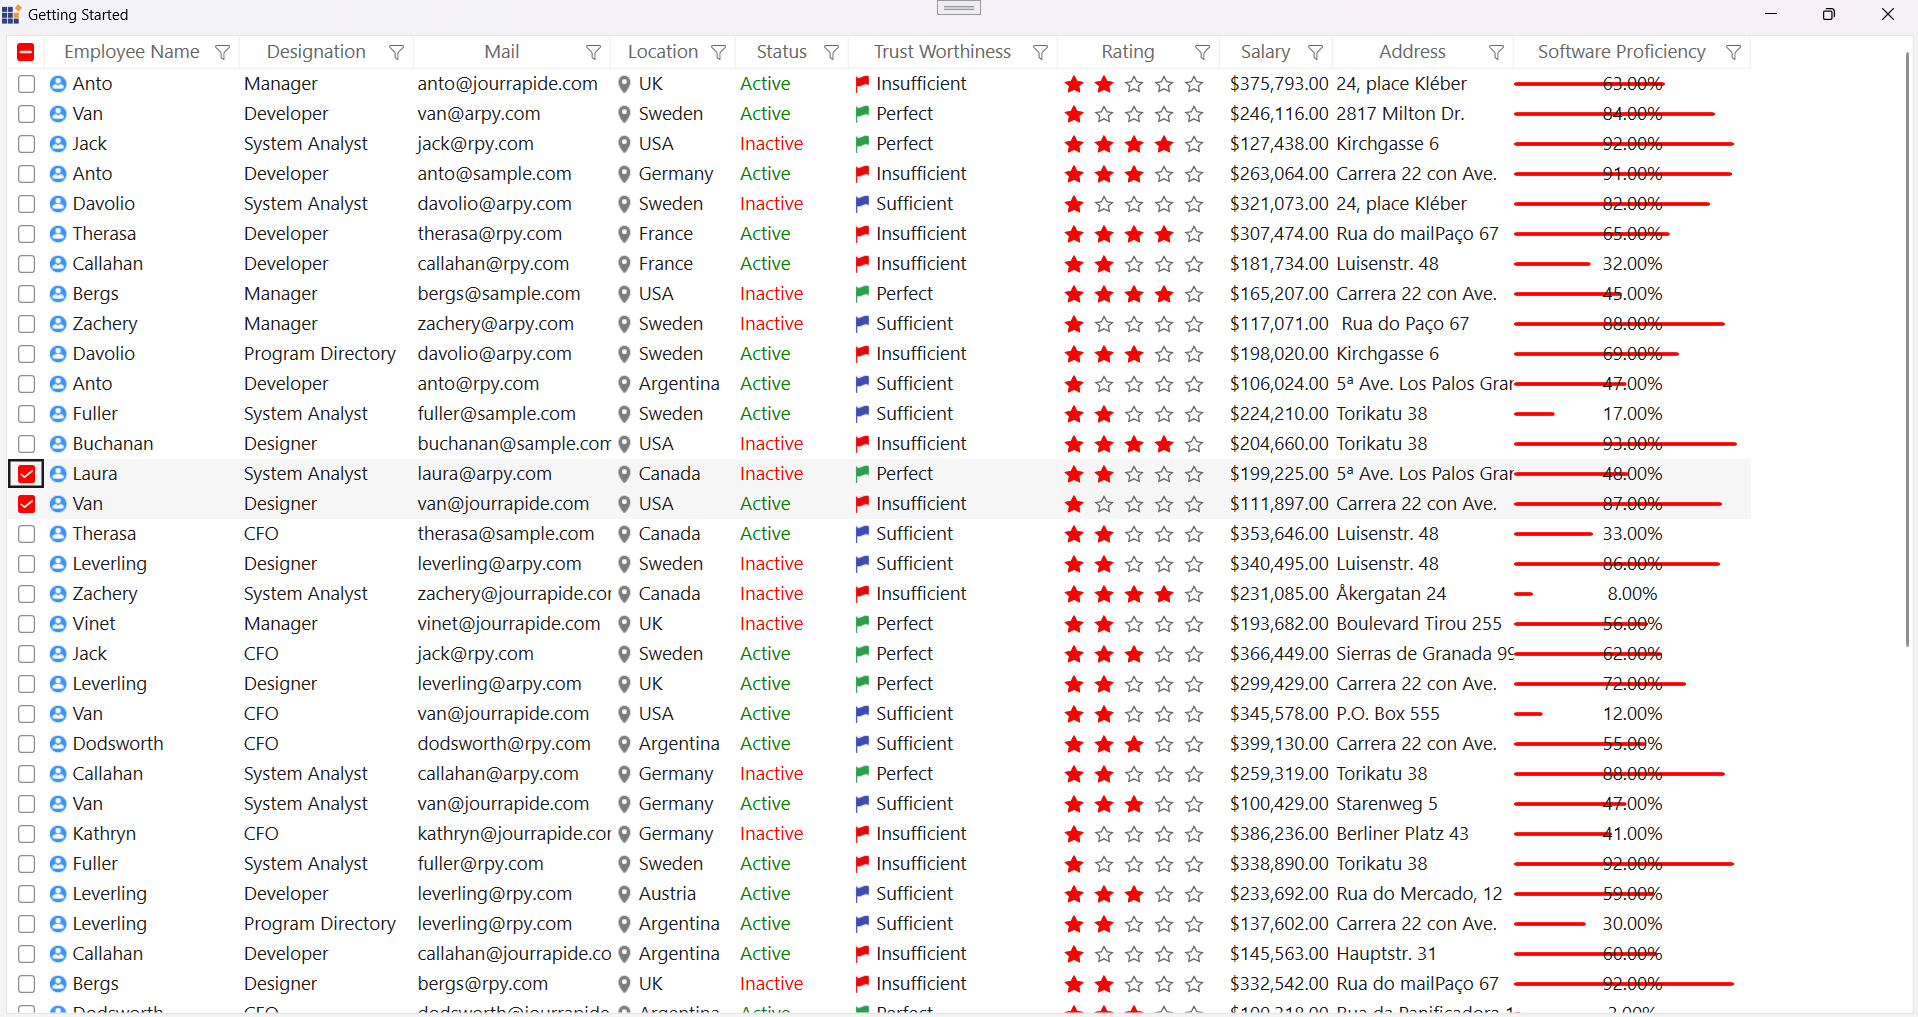 Getting Started
Employee Name Designation Mail Location Status Trust Worthiness Rating Salary Address Software Proficiency
Anto Manager anto@jourrapide.com UK Active Insufficient $375,793.00 24, place Kléber 63.00%
Van Developer van@arpy.com Sweden Active Perfect $246,116.00 2817 Milton Dr. 84.00%
Jack System Analyst jack@rpy.com USA Inactive Perfect $127,438.00 Kirchgasse 6 92.00%
Anto Developer anto@sample.com Germany Active Insufficient $263,064.00 Carrera 22 con Ave. 91.00%
Davolio System Analyst davolio@arpy.com Sweden Inactive Sufficient $321,073.00 24, place Kléber 82.00%
Therasa Developer therasa@rpy.com France Active Insufficient $307,474.00 Rua do mailPaço 67 65.00%
Callahan Developer callahan@rpy.com France Active Insufficient $181,734.00 Luisenstr. 48 32.00%
Bergs Manager bergs@sample.com USA Inactive Perfect $165,207.00 Carrera 22 con Ave. 45.00%
Zachery Manager zachery@arpy.com Sweden Inactive Sufficient $117,071.00 Rua do Paço 67 88.00%
Davolio Program Directory davolio@arpy.com Sweden Active Insufficient $198,020.00 Kirchgasse 6 69.00%
Anto Developer anto@rpy.com Argentina Active Sufficient $106,024.00 5ª Ave. Los Palos Gran 47.00%
Fuller System Analyst fuller@sample.com Sweden Active Sufficient $224,210.00 Torikatu 38 17.00%
Buchanan Designer buchanan@sample.com USA Inactive Insufficient $204,660.00 Torikatu 38 93.00%
Laura System Analyst laura@arpy.com Canada Inactive Perfect $199,225.00 5ª Ave. Los Palos Gran 48.00%
Van Designer van@jourrapide.com USA Active Insufficient $111,897.00 Carrera 22 con Ave. 87.00%
Therasa CFO therasa@sample.com Canada Active Sufficient $353,646.00 Luisenstr. 48 33.00%
Leverling Designer leverling@arpy.com Sweden Inactive Sufficient $340,495.00 Luisenstr. 48 86.00%
Zachery System Analyst zachery@jourrapide.cor Canada Inactive Insufficient $231,085.00 Åkergatan 24 8.00%
Vinet Manager vinet@jourrapide.com UK Inactive Perfect $193,682.00 Boulevard Tirou 255 56.00%
Jack CFO jack@rpy.com Sweden Active Perfect $366,449.00 Sierras de Granada 99 62.00%
Leverling Designer leverling@arpy.com UK Active Perfect $299,429.00 Carrera 22 con Ave. 72.00%
Van CFO van@jourrapide.com USA Active Sufficient $345,578.00 P.O. Box 555 12.00%
Dodsworth CFO dodsworth@rpy.com Argentina Active Sufficient $399,130.00 Carrera 22 con Ave. 55.00%
Callahan System Analyst callahan@arpy.com Germany Inactive Perfect $259,319.00 Torikatu 38 88.00%
Van System Analyst van@jourrapide.com Germany Active Sufficient $100,429.00 Starenweg 5 47.00%
Kathryn CFO kathryn@jourrapide.cor Germany Inactive Insufficient $386,236.00 Berliner Platz 43 41.00%
Fuller System Analyst fuller@rpy.com Sweden Active Insufficient $338,890.00 Torikatu 38 92.00%
Leverling Developer leverling@rpy.com Austria Active Sufficient $233,692.00 Rua do Mercado, 12 59.00%
Leverling Program Directory leverling@rpy.com Argentina Active Sufficient $137,602.00 Carrera 22 con Ave. 30.00%
Callahan Developer callahan@jourrapide.co Argentina Active Insufficient $145,563.00 Hauptstr. 31 60.00%
Bergs Designer bergs@rpy.com UK Inactive Insufficient $332,542.00 Rua do mailPaço 67 92.00%